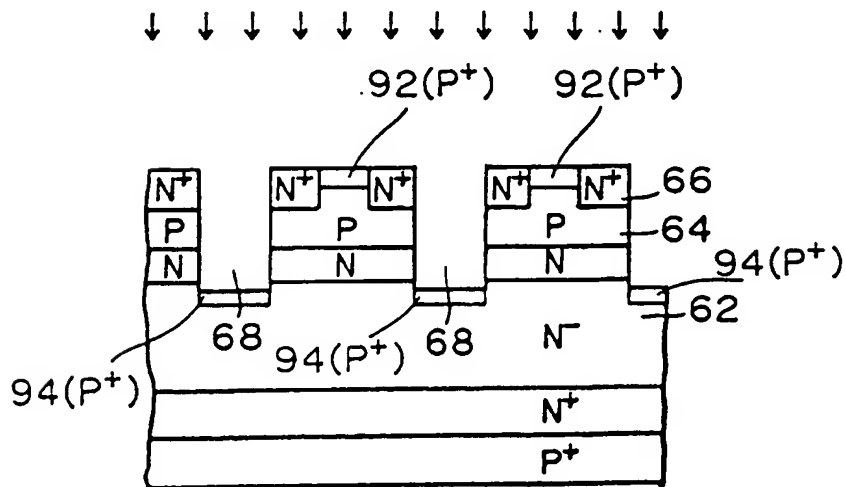 92(P+) 92(P+)
N+ N+ N+ N+ N+ 66
P P P 64
N N N 94(P+)
68 68 62
94(P+) 94(P+) N-
N+
P+